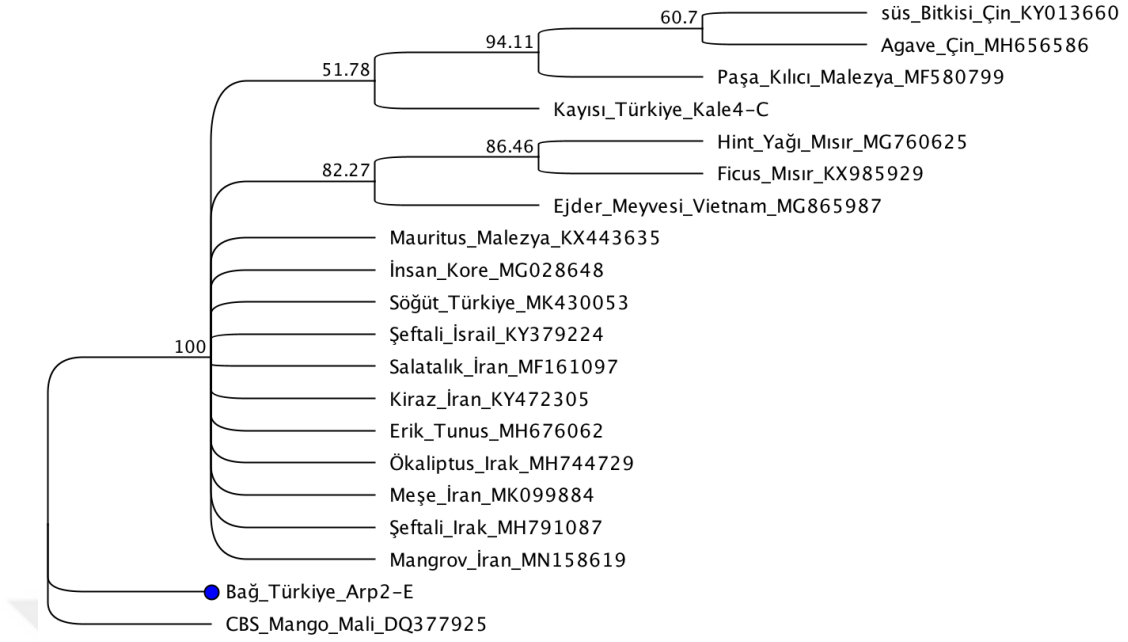 60.7
süs_Bitkisi_Çin_KY013660
94.11
Agave_Çin_MH656586
51.78
Paşa_Kılıcı_Malezya_MF580799
Kayısı_Türkiye_Kale4-C
86.46
Hint_Yağı_Mısır_MG760625
82.27
Ficus_Mısır_KX985929
Ejder_Meyvesi_Vietnam_MG865987
Mauritus_Malezya_KX443635
İnsan_Kore_MG028648
Söğüt_Türkiye_MK430053
Şeftali_İsrail_KY379224
100
Salatalık_İran_MF161097
Kiraz_İran_KY472305
Erik_Tunus_MH676062
Ökaliptus_Irak_MH744729
Meşe_İran_MK099884
Şeftali_Irak_MH791087
Mangrov_İran_MN158619
Bağ_Türkiye_Arp2-E
CBS_Mango_Mali_DQ377925